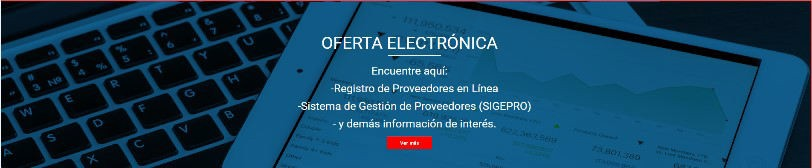 OFERTA ELECTRÓNICA
Encuentre aquí:
-Registro de Proveedores en Línea
-Sistema de Gestión de Proveedores (SIGEPRO)
- y demás información de interés.
Ver más